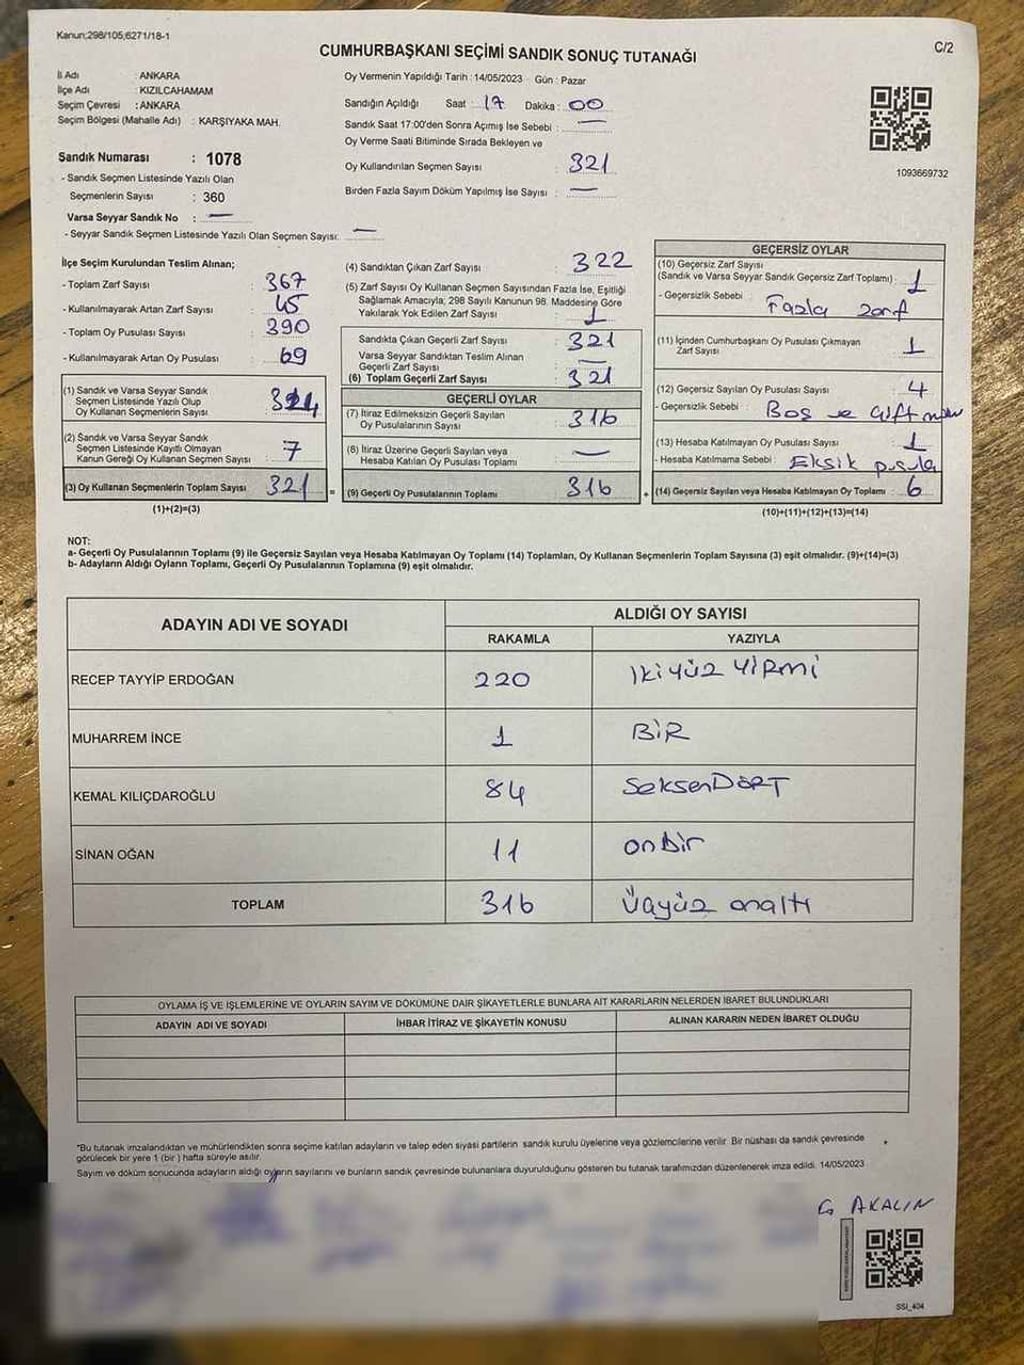 Kanun;298/105,6271/18-1
CUMHURBAŞKANI SEÇİMİ SANDIK SONUÇ TUTANAĞI
C/2
İl Adı : ANKARA
İlçe Adı : KIZILCAHAMAM
Seçim Çevresi : ANKARA
Seçim Bölgesi (Mahalle Adı) : KARŞIYAKA MAH.
Oy Vermenin Yapıldığı Tarih : 14/05/2023 Gün : Pazar
Sandığın Açıldığı Saat : 17 Dakika : 00
Sandık Saat 17:00'den Sonra Açımış İse Sebebi : —
Oy Verme Saati Bitiminde Sırada Bekleyen ve
Oy Kullandırılan Seçmen Sayısı : 321
Birden Fazla Sayım Döküm Yapılmış İse Sayısı : —
1093669732
Sandık Numarası : 1078
- Sandık Seçmen Listesinde Yazılı Olan
Seçmenlerin Sayısı : 360
Varsa Seyyar Sandık No : —
- Seyyar Sandık Seçmen Listesinde Yazılı Olan Seçmen Sayısı: —
İlçe Seçim Kurulundan Teslim Alınan;
- Toplam Zarf Sayısı : 367
- Kullanılmayarak Artan Zarf Sayısı : 45
- Toplam Oy Pusulası Sayısı : 390
- Kullanılmayarak Artan Oy Pusulası : 69
(1) Sandık ve Varsa Seyyar Sandık
Seçmen Listesinde Yazılı Olup
Oy Kullanan Seçmenlerin Sayısı :
(2) Sandık ve Varsa Seyyar Sandık
Seçmen Listesinde Kayıtlı Olmayan
Kanun Gereği Oy Kullanan Seçmen Sayısı : 7
(3) Oy Kullanan Seçmenlerin Toplam Sayısı : 321
(1)+(2)=(3)
(4) Sandıktan Çıkan Zarf Sayısı : 322
(5) Zarf Sayısı Oy Kullanan Seçmen Sayısından Fazla İse, Eşitliği
Sağlamak Amacıyla; 298 Sayılı Kanunun 98. Maddesine Göre
Yakılarak Yok Edilen Zarf Sayısı : 1
Sandıkta Çıkan Geçerli Zarf Sayısı : 321
Varsa Seyyar Sandıktan Teslim Alınan
Geçerli Zarf Sayısı : —
(6) Toplam Geçerli Zarf Sayısı : 321
GEÇERLİ OYLAR
(7) İtiraz Edilmeksizin Geçerli Sayılan
Oy Pusulalarının Sayısı : 316
(8) İtiraz Üzerine Geçerli Sayılan veya
Hesaba Katılan Oy Pusulası Toplamı : —
= (9) Geçerli Oy Pusulalarının Toplamı : 316
GEÇERSİZ OYLAR
(10) Geçersiz Zarf Sayısı
(Sandık ve Varsa Seyyar Sandık Geçersiz Zarf Toplamı) : 1
- Geçersizlik Sebebi : Fazla zarf
(11) İçinden Cumhurbaşkanı Oy Pusulası Çıkmayan
Zarf Sayısı : 1
(12) Geçersiz Sayılan Oy Pusulası Sayısı : 4
- Geçersizlik Sebebi : Boş ve Çift
(13) Hesaba Katılmayan Oy Pusulası Sayısı : 1
- Hesaba Katılmama Sebebi : Eksik pusula
+ (14) Geçersiz Sayılan veya Hesaba Katılmayan Oy Toplamı : 6
(10)+(11)+(12)+(13)=(14)
NOT:
a- Geçerli Oy Pusulalarının Toplamı (9) ile Geçersiz Sayılan veya Hesaba Katılmayan Oy Toplamı (14) Toplamları, Oy Kullanan Seçmenlerin Toplam Sayısına (3) eşit olmalıdır. (9)+(14)=(3)
b- Adayların Aldığı Oyların Toplamı, Geçerli Oy Pusulalarının Toplamına (9) eşit olmalıdır.
ADAYIN ADI VE SOYADI
ALDIĞI OY SAYISI
RAKAMLA YAZIYLA
RECEP TAYYİP ERDOĞAN 220 İkiyüz yirmi
MUHARREM İNCE 1 BİR
KEMAL KILIÇDAROĞLU 84 SeksenDÖRT
SİNAN OĞAN 11 onbir
TOPLAM 316 Üçyüz onaltı
OYLAMA İŞ VE İŞLEMLERİNE VE OYLARIN SAYIM VE DÖKÜMÜNE DAİR ŞİKAYETLERLE BUNLARA AİT KARARLARIN NELERDEN İBARET BULUNDUKLARI
ADAYIN ADI VE SOYADI İHBAR İTİRAZ VE ŞİKAYETİN KONUSU ALINAN KARARIN NEDEN İBARET OLDUĞU
*Bu tutanak imzalandıktan ve mühürlendikten sonra seçime katılan adayların ve talep eden siyasi partilerin sandık kurulu üyelerine veya gözlemcilerine verilir. Bir nüshası da sandık çevresinde
görülecek bir yere 1 (bir) hafta süreyle asılır.
Sayım ve döküm sonucunda adayların aldığı oyların sayılarını ve bunların sandık çevresinde bulunanlara duyurulduğunu gösteren bu tutanak tarafımızdan düzenlenerek imza edildi. 14/05/2023
G AKALIN
SSI_404